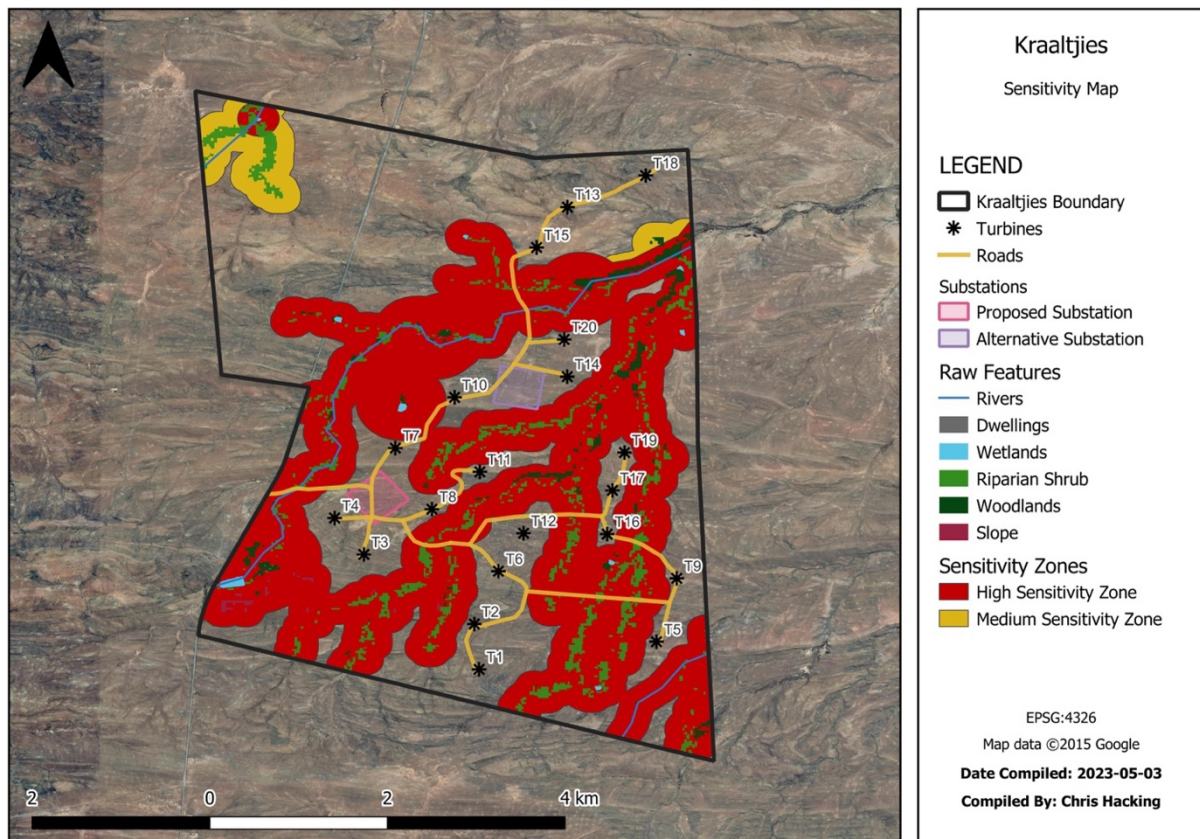 Kraaltjies
Sensitivity Map
LEGEND
Kraaltjies Boundary
Turbines
Roads
Substations
Proposed Substation
Alternative Substation
Raw Features
Rivers
Dwellings
Wetlands
Riparian Shrub
Woodlands
Slope
Sensitivity Zones
High Sensitivity Zone
Medium Sensitivity Zone
EPSG:4326
Map data ©2015 Google
Date Compiled: 2023-05-03
Compiled By: Chris Hacking
T18
T13
T15
T20
T14
T10
T7
T19
T11
T17
T8
T4
T12
T16
T3
T6
T9
T2
T5
T1
2 0 2 4 km